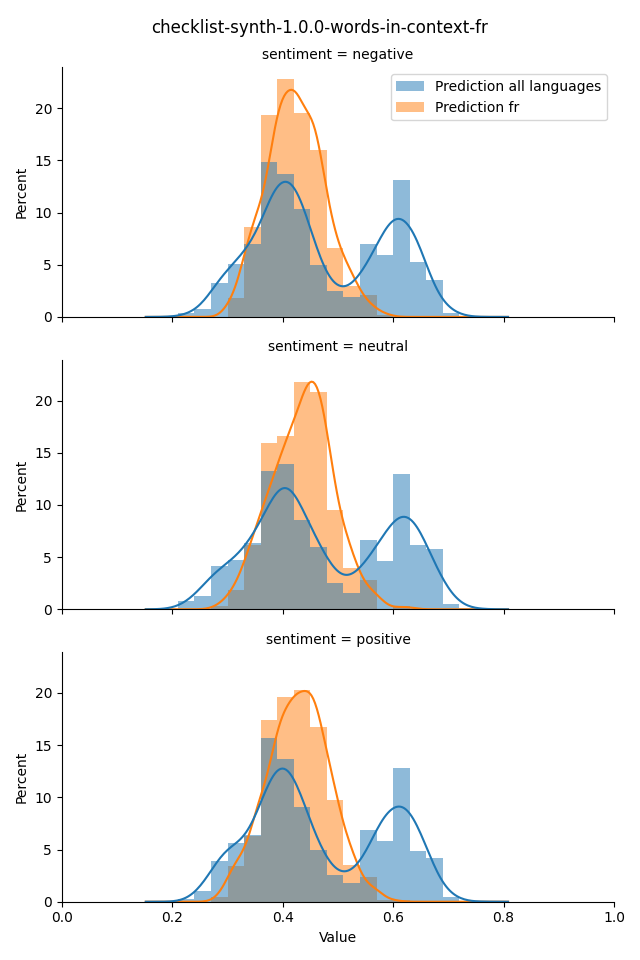 checklist-synth-1.0.0-words-in-context-fr
sentiment = negative
Prediction all languages
Prediction fr
20
15
10
5
0
Percent
sentiment = neutral
20
15
10
5
0
Percent
sentiment = positive
20
15
10
5
0
Percent
0.0 0.2 0.4 0.6 0.8 1.0
Value